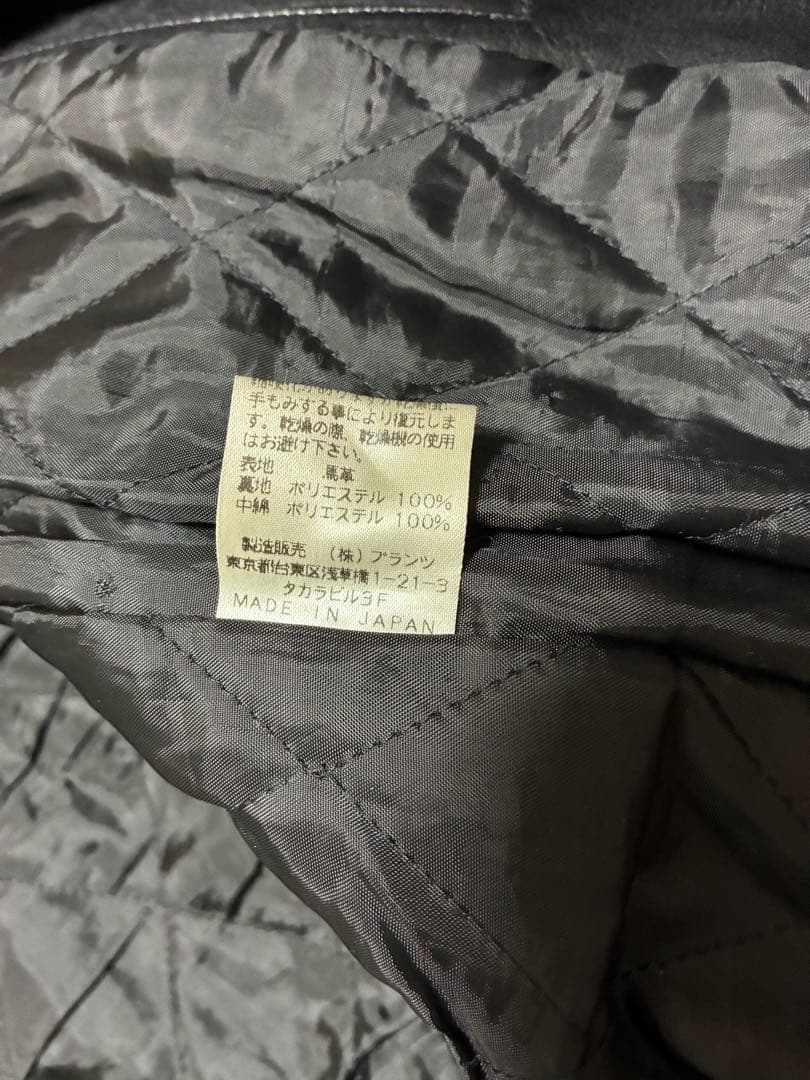 手もみする事により復元しま
す。乾燥の際、乾燥機の使用
はお避け下さい。
表地 馬革
裏地 ポリエステル 100%
中綿 ポリエステル 100%
製造販売 (株) プランツ
東京都台東区浅草橋1-21-3
タカラビル3F
MADE IN JAPAN